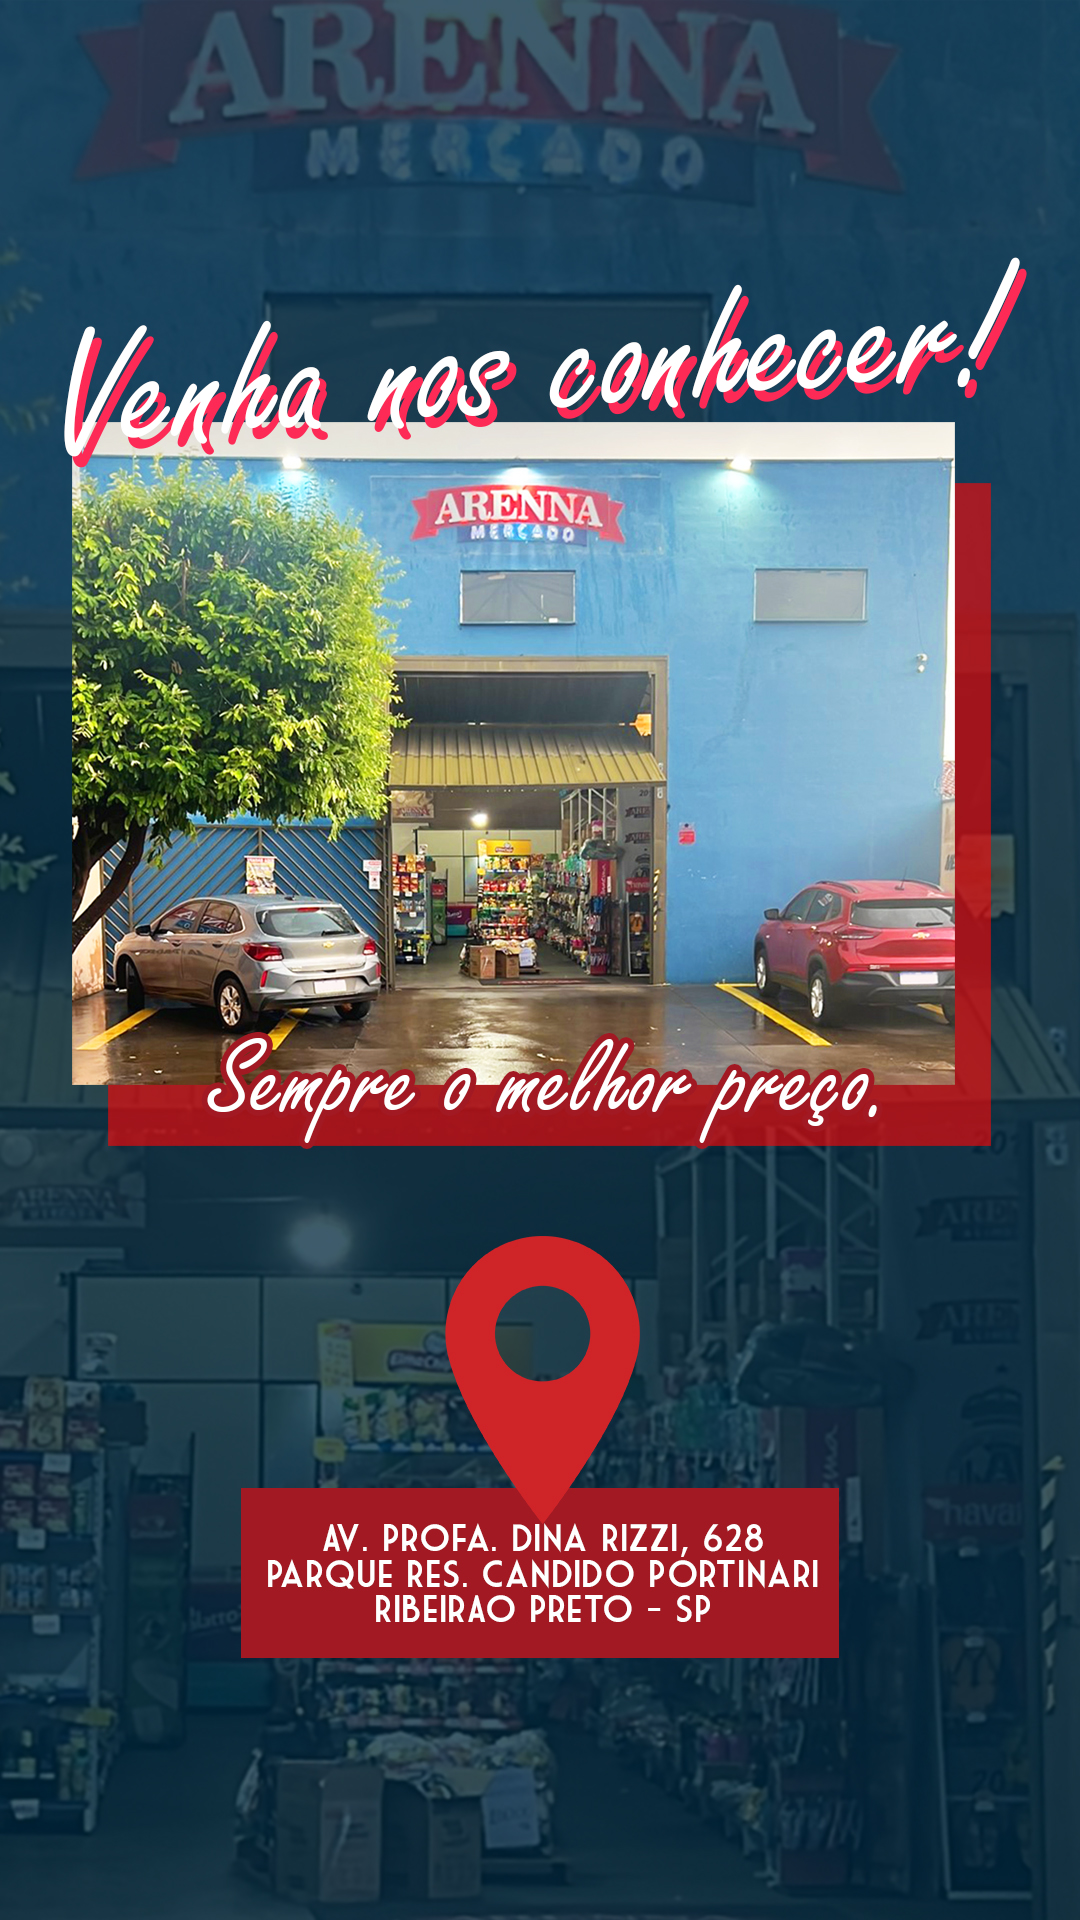 ARENNA
MERCADO
Venha nos conhecer!
ARENNA
MERCADO
Sempre o melhor preço.
ARENNA
AV. PROFA. DINA RIZZI, 628
PARQUE RES. CANDIDO PORTINARI
RIBEIRAO PRETO - SP